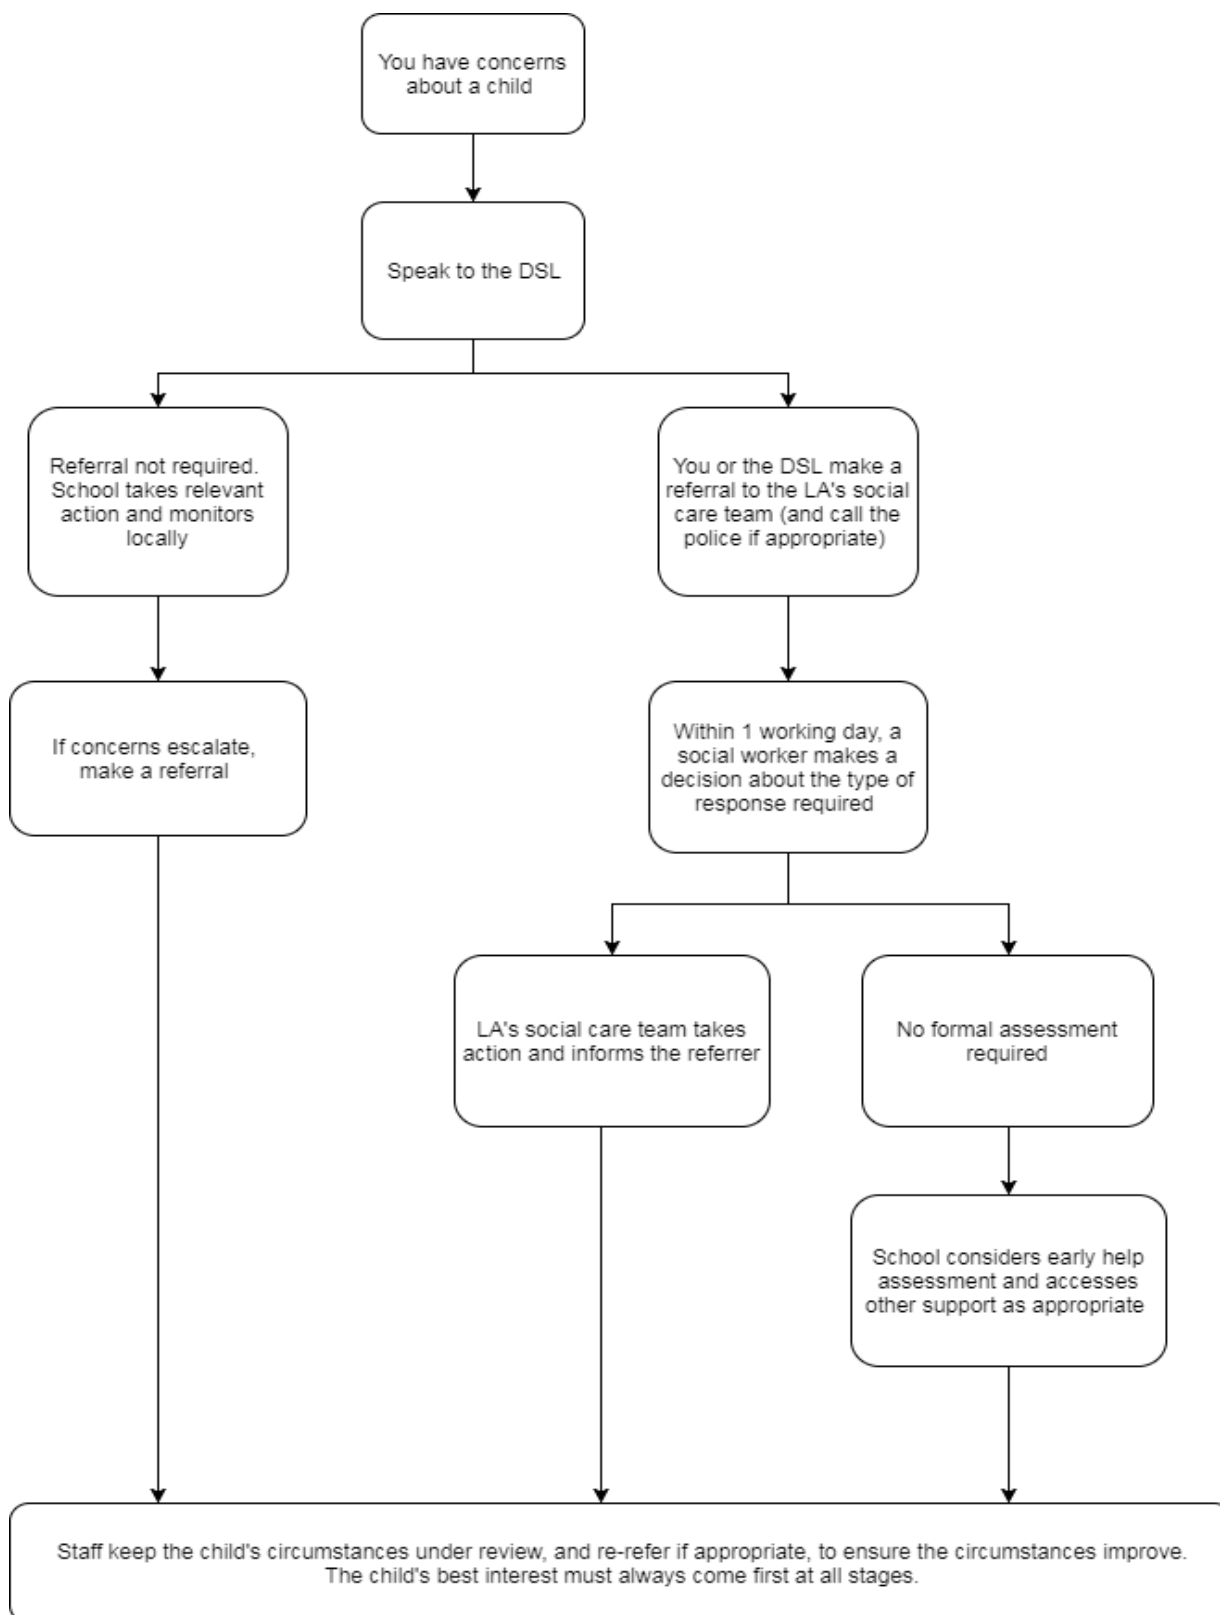 You have concerns
about a child
Speak to the DSL
Referral not required.
School takes relevant
action and monitors
locally
You or the DSL make a
referral to the LA's social
care team (and call the
police if appropriate)
If concerns escalate,
make a referral
Within 1 working day, a
social worker makes a
decision about the type of
response required
LA's social care team takes
action and informs the referrer
No formal assessment
required
School considers early help
assessment and accesses
other support as appropriate
Staff keep the child's circumstances under review, and re-refer if appropriate, to ensure the circumstances improve.
The child's best interest must always come first at all stages.